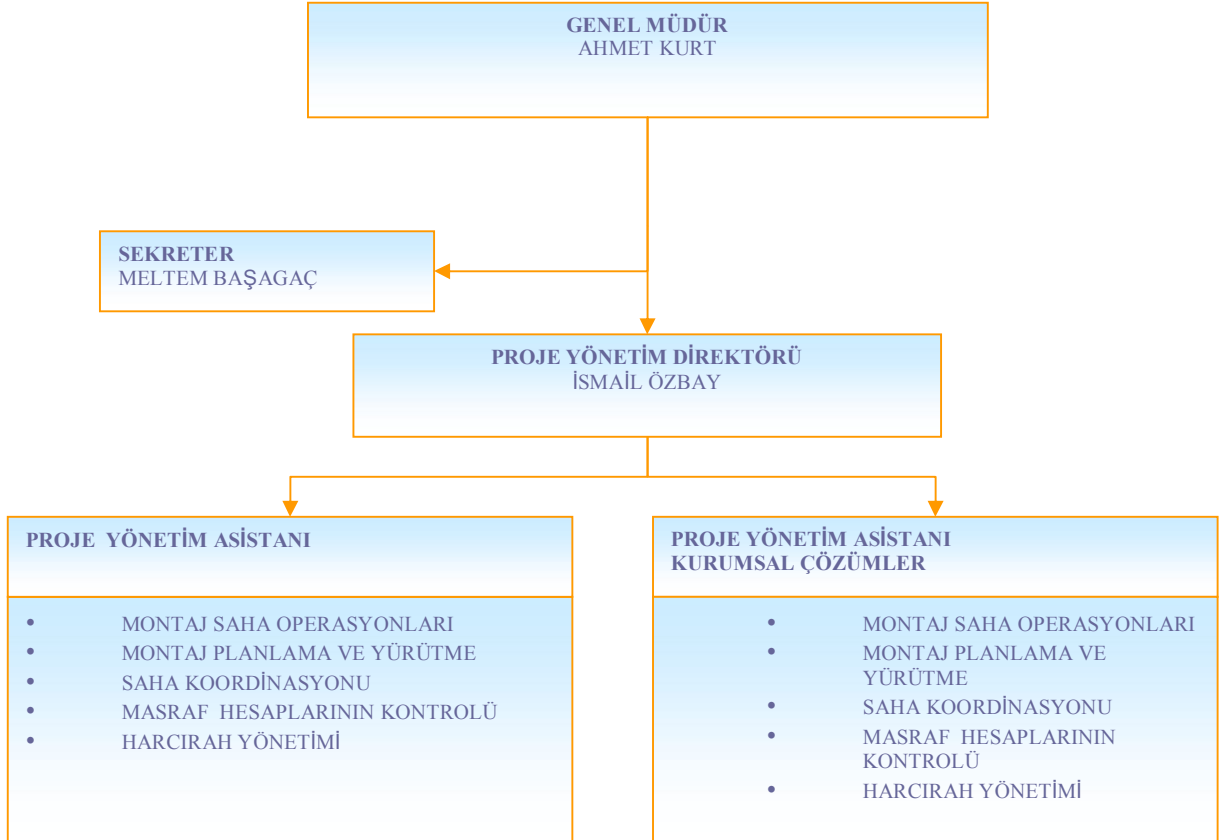 GENEL MÜDÜR
AHMET KURT
SEKRETER
MELTEM BAŞAGAÇ
PROJE YÖNETİM DİREKTÖRÜ
İSMAİL ÖZBAY
PROJE YÖNETİM ASİSTANI
• MONTAJ SAHA OPERASYONLARI
• MONTAJ PLANLAMA VE YÜRÜTME
• SAHA KOORDİNASYONU
• MASRAF HESAPLARININ KONTROLÜ
• HARCIRAH YÖNETİMİ
PROJE YÖNETİM ASİSTANI
KURUMSAL ÇÖZÜMLER
• MONTAJ SAHA OPERASYONLARI
• MONTAJ PLANLAMA VE
YÜRÜTME
• SAHA KOORDİNASYONU
• MASRAF HESAPLARININ
KONTROLÜ
• HARCIRAH YÖNETİMİ